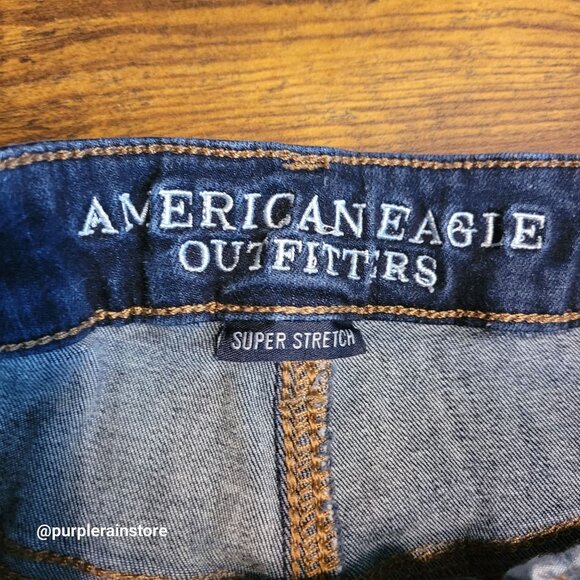 AMERICAN EAGLE
OUTFITTERS
SUPER STRETCH
@purplerainstore